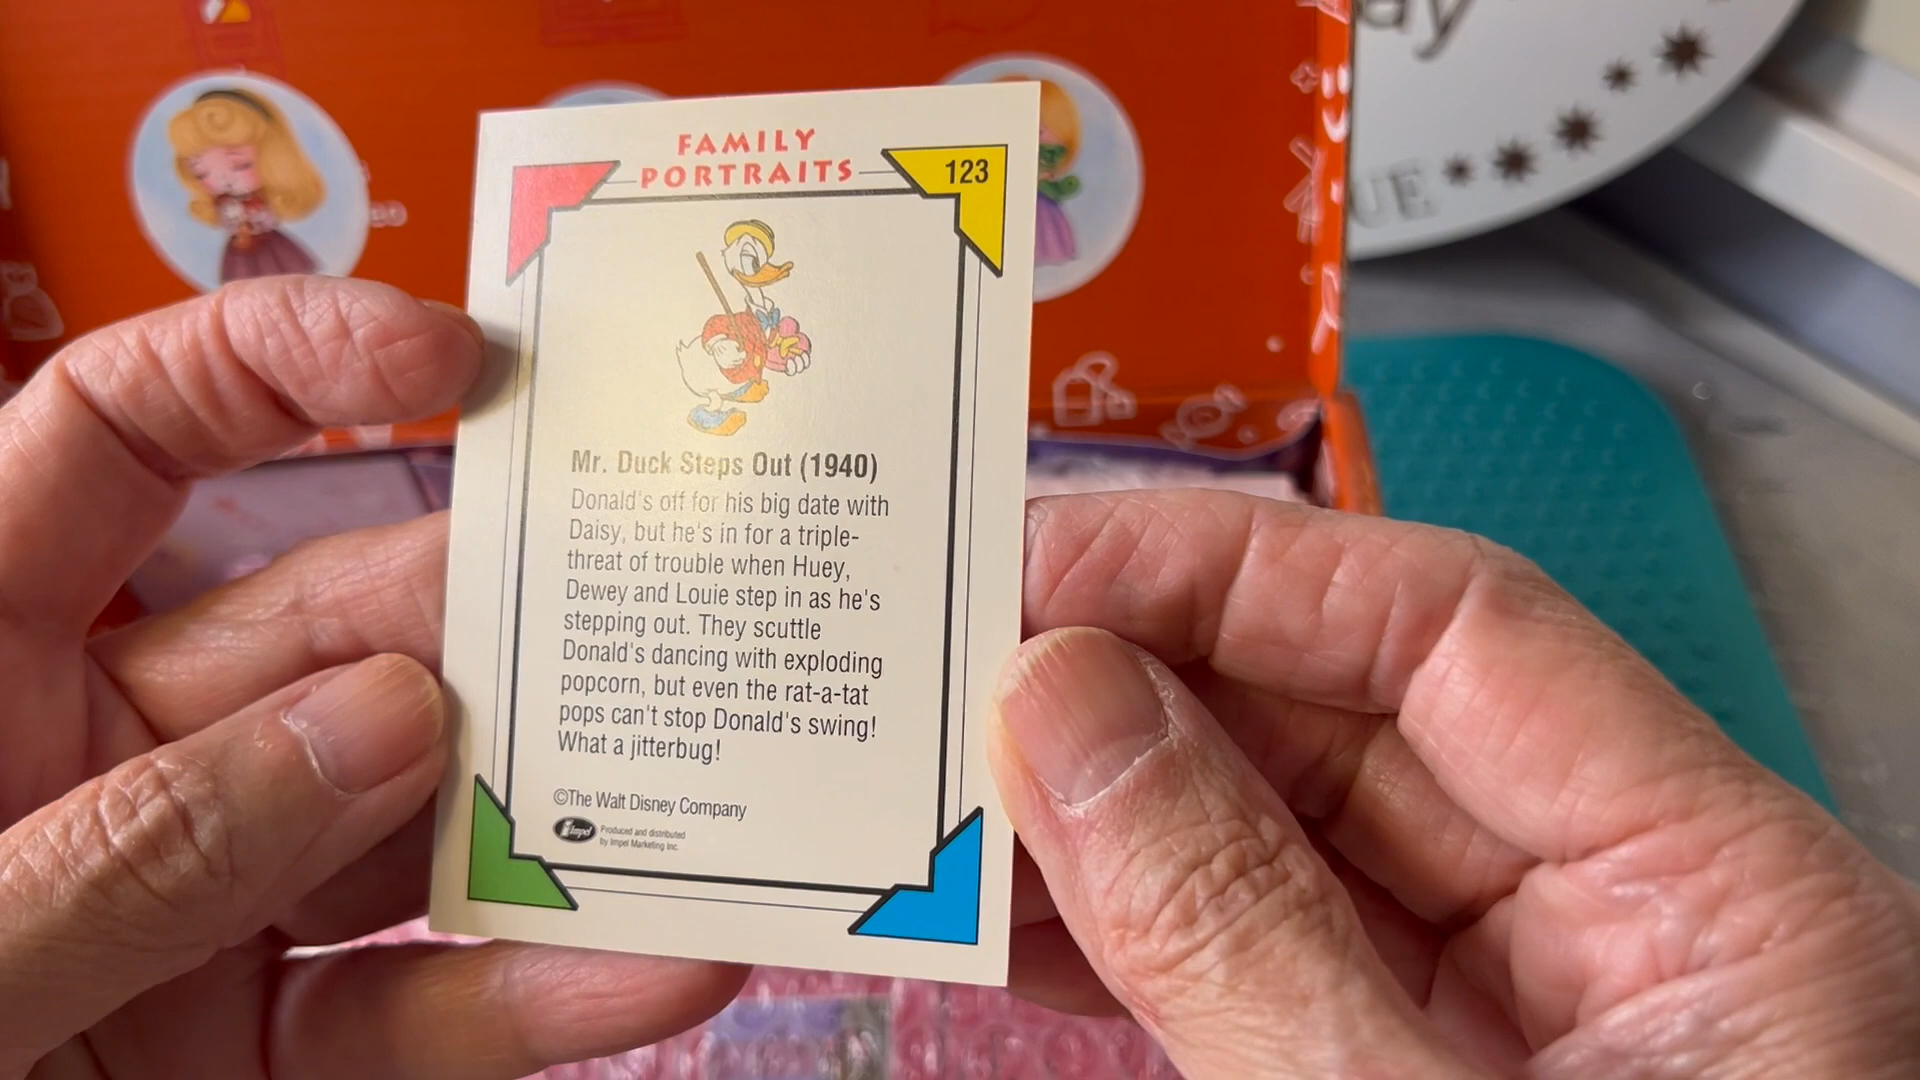 FAMILY
PORTRAITS
123
Mr. Duck Steps Out (1940)
Donald's off for his big date with
Daisy, but he's in for a triple-
threat of trouble when Huey,
Dewey and Louie step in as he's
stepping out. They scuttle
Donald's dancing with exploding
popcorn, but even the rat-a-tat
pops can't stop Donald's swing!
What a jitterbug!
©The Walt Disney Company
Impel
Produced and distributed
by Impel Marketing Inc.
ay
UE